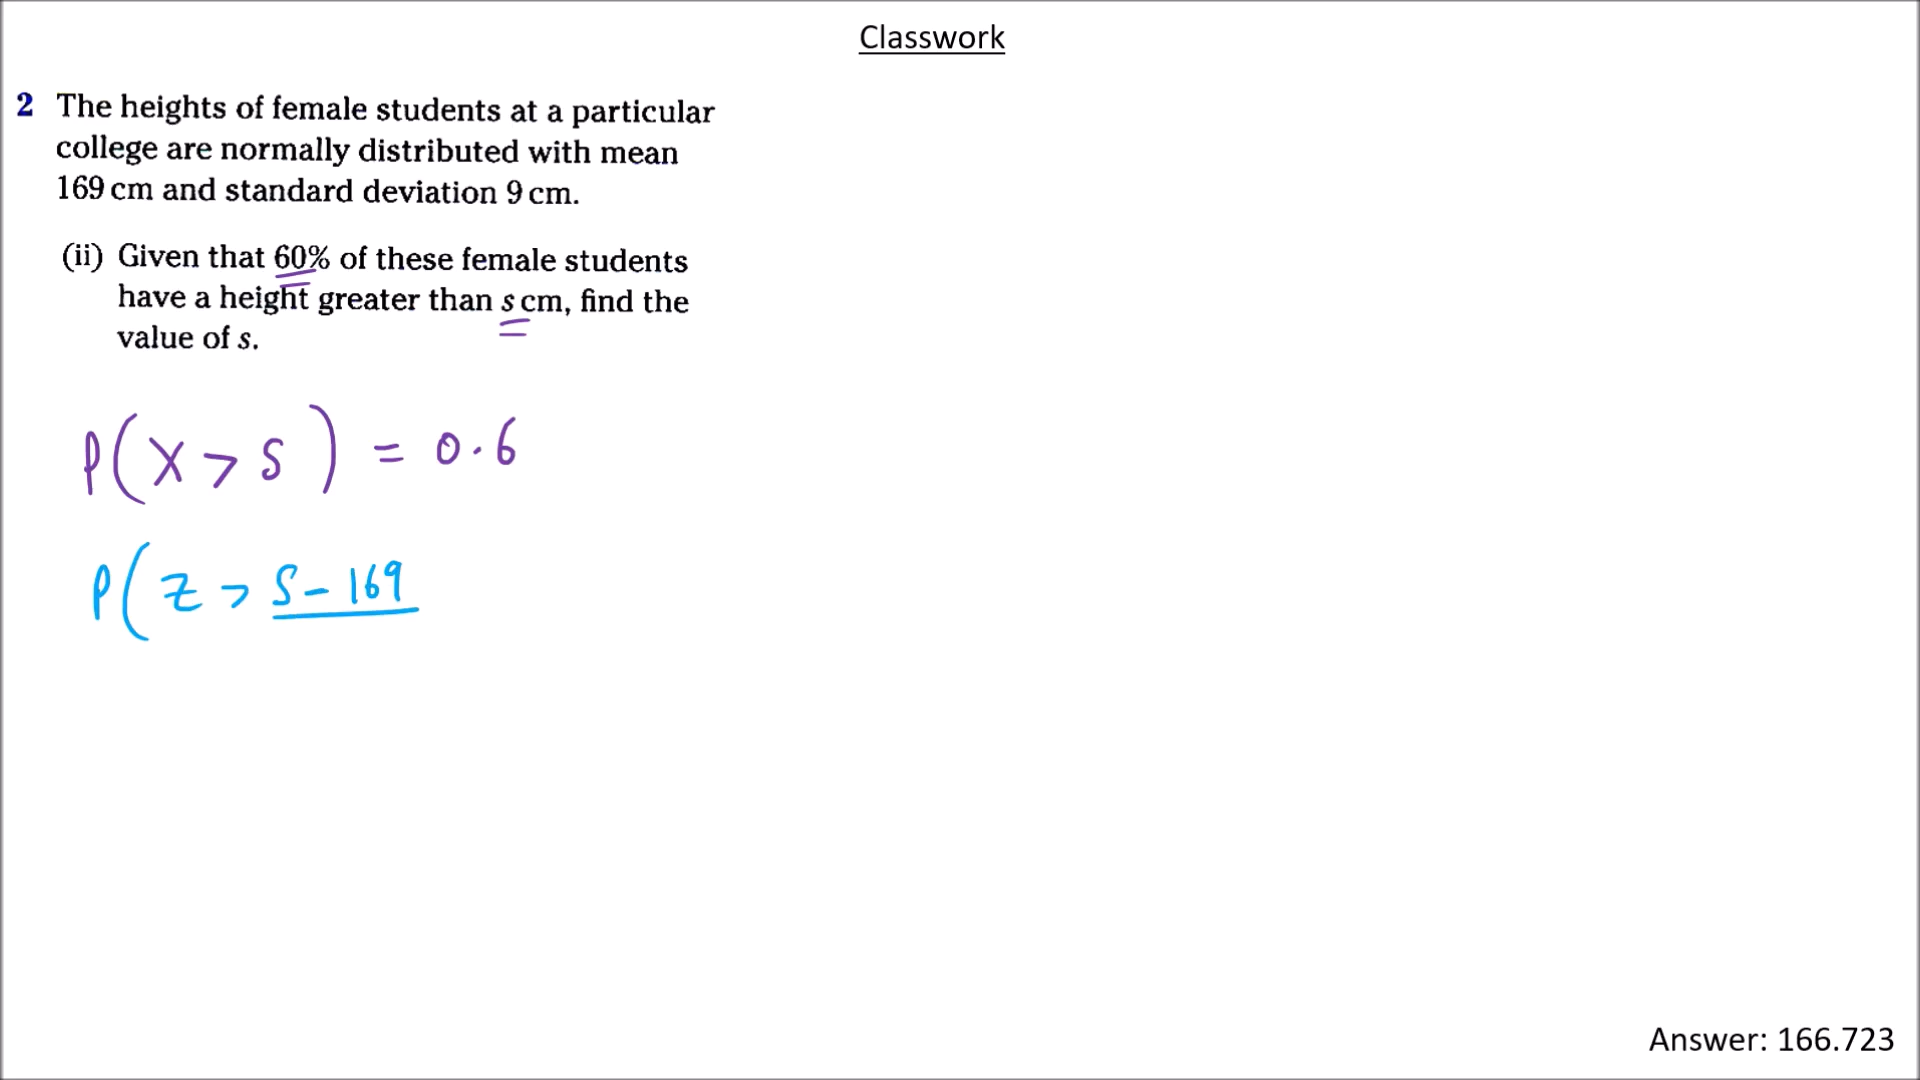 Classwork
2 The heights of female students at a particular
college are normally distributed with mean
169 cm and standard deviation 9 cm.
(ii) Given that 60% of these female students
have a height greater than s cm, find the
value of s.
P(X > s) = 0.6
P(Z > s - 169
Answer: 166.723